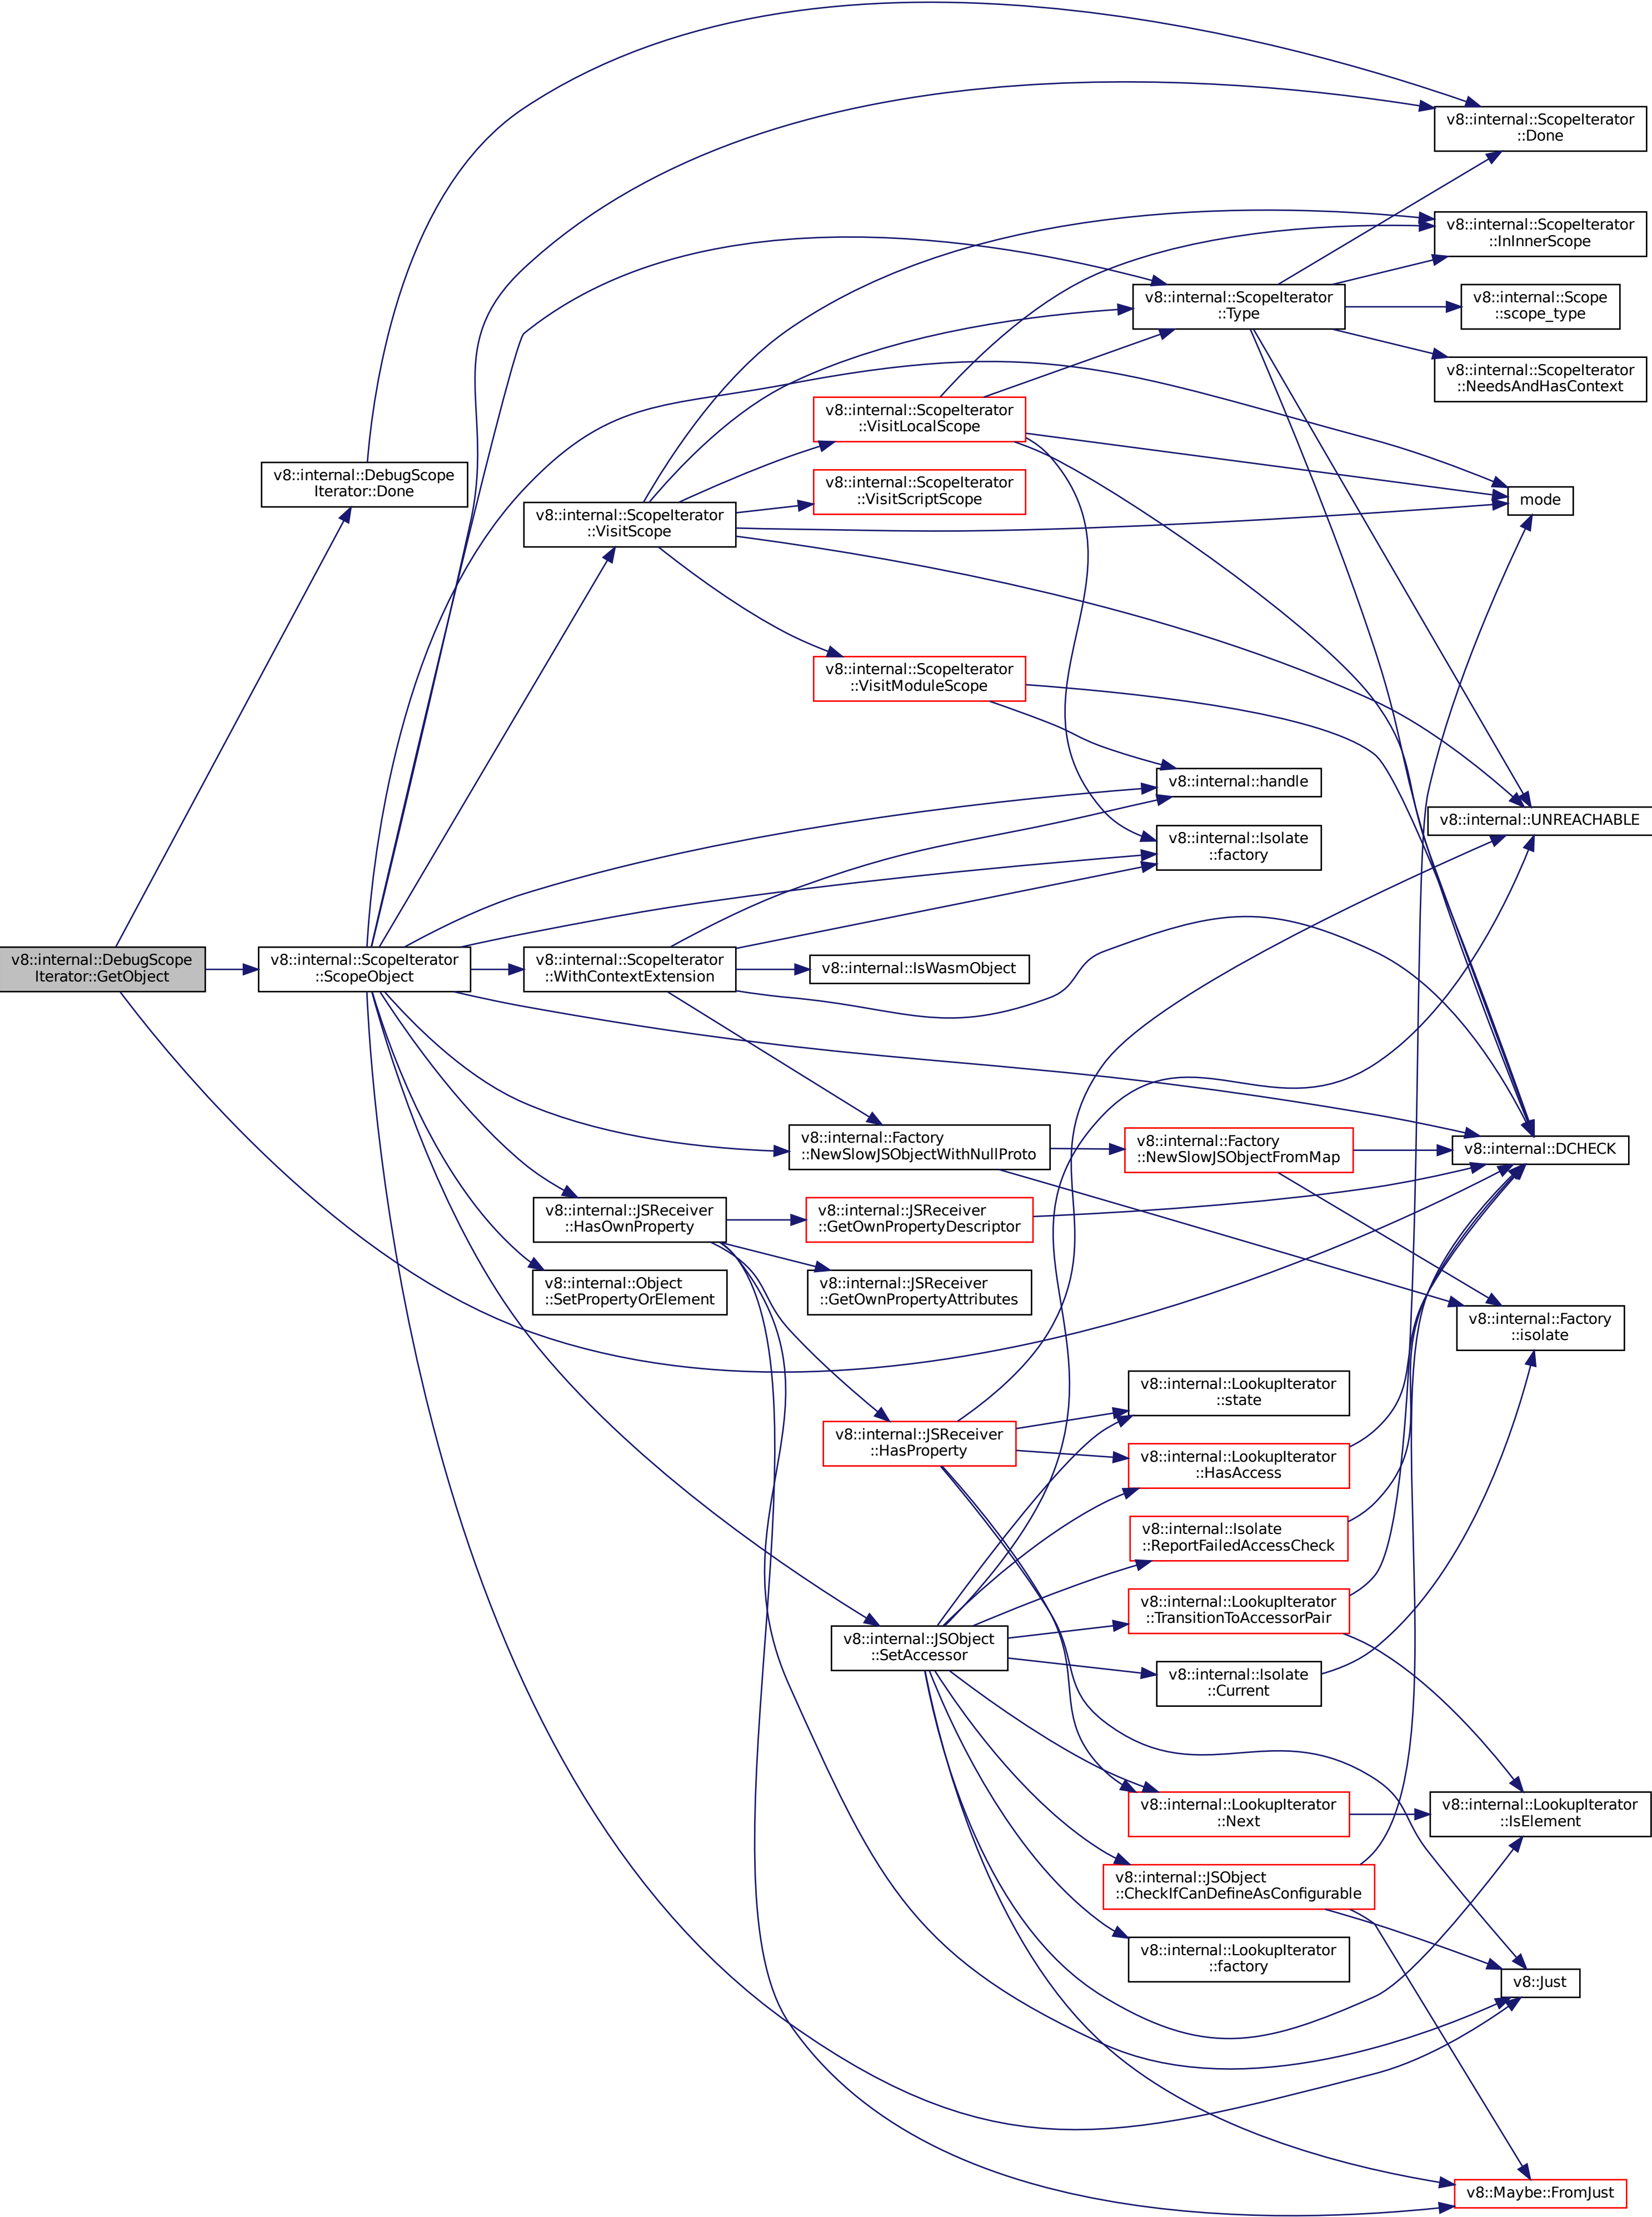 v8::internal::ScopeIterator
::Done
v8::internal::ScopeIterator
::InInnerScope
v8::internal::ScopeIterator
::Type
v8::internal::Scope
::scope_type
v8::internal::ScopeIterator
::NeedsAndHasContext
v8::internal::ScopeIterator
::VisitLocalScope
v8::internal::DebugScope
Iterator::Done
v8::internal::ScopeIterator
::VisitScriptScope
mode
v8::internal::ScopeIterator
::VisitScope
v8::internal::ScopeIterator
::VisitModuleScope
v8::internal::handle
v8::internal::UNREACHABLE
v8::internal::Isolate
::factory
v8::internal::DebugScope
Iterator::GetObject
v8::internal::ScopeIterator
::ScopeObject
v8::internal::ScopeIterator
::WithContextExtension
v8::internal::IsWasmObject
v8::internal::Factory
::NewSlowJSObjectWithNullProto
v8::internal::Factory
::NewSlowJSObjectFromMap
v8::internal::DCHECK
v8::internal::JSReceiver
::HasOwnProperty
v8::internal::JSReceiver
::GetOwnPropertyDescriptor
v8::internal::Object
::SetPropertyOrElement
v8::internal::JSReceiver
::GetOwnPropertyAttributes
v8::internal::Factory
::isolate
v8::internal::LookupIterator
::state
v8::internal::JSReceiver
::HasProperty
v8::internal::LookupIterator
::HasAccess
v8::internal::Isolate
::ReportFailedAccessCheck
v8::internal::LookupIterator
::TransitionToAccessorPair
v8::internal::JSObject
::SetAccessor
v8::internal::Isolate
::Current
v8::internal::LookupIterator
::Next
v8::internal::LookupIterator
::IsElement
v8::internal::JSObject
::CheckIfCanDefineAsConfigurable
v8::internal::LookupIterator
::factory
v8::Just
v8::Maybe::FromJust